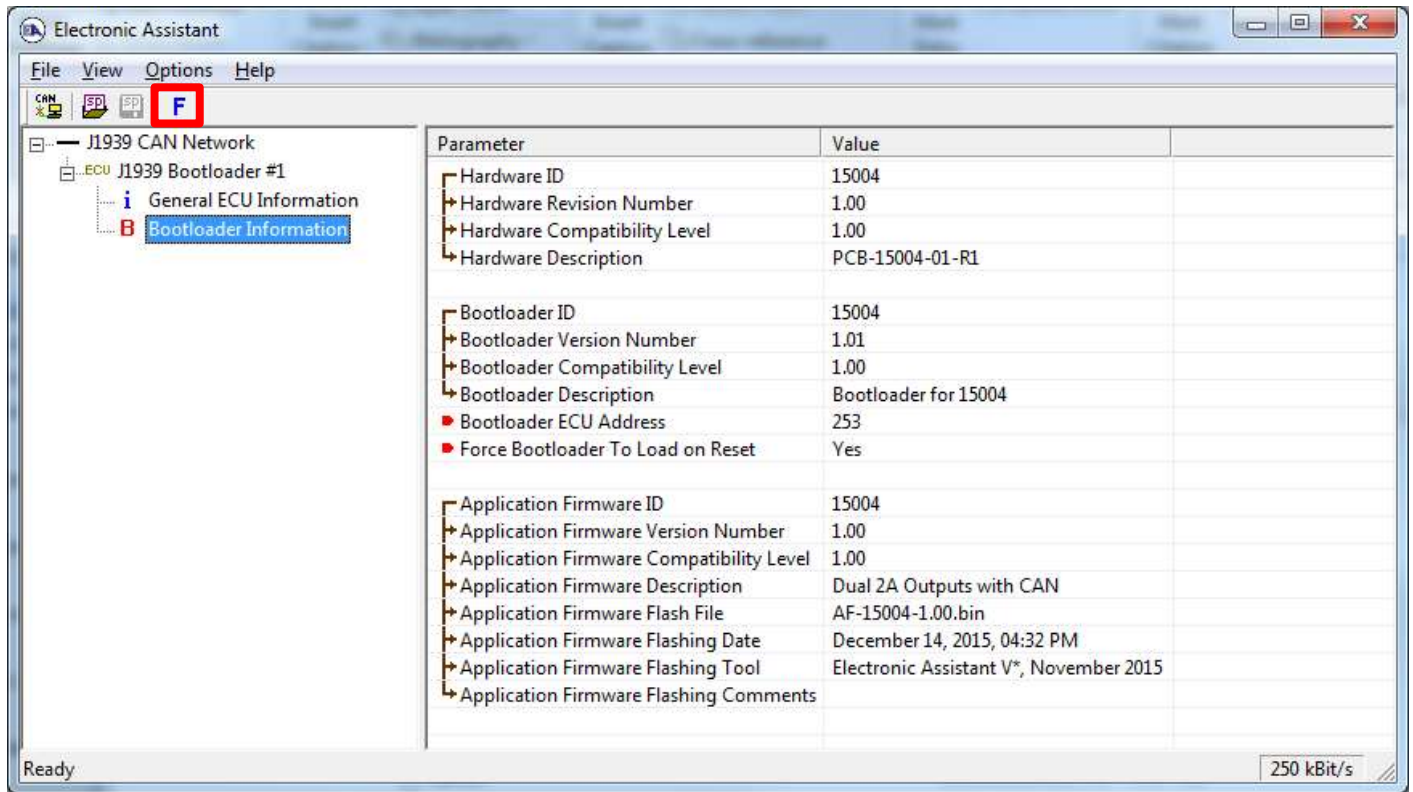 Electronic Assistant
File View Options Help
CAN SP SP F
J1939 CAN Network
ECU J1939 Bootloader #1
i General ECU Information
B Bootloader Information
Parameter Value
Hardware ID 15004
Hardware Revision Number 1.00
Hardware Compatibility Level 1.00
Hardware Description PCB-15004-01-R1
Bootloader ID 15004
Bootloader Version Number 1.01
Bootloader Compatibility Level 1.00
Bootloader Description Bootloader for 15004
Bootloader ECU Address 253
Force Bootloader To Load on Reset Yes
Application Firmware ID 15004
Application Firmware Version Number 1.00
Application Firmware Compatibility Level 1.00
Application Firmware Description Dual 2A Outputs with CAN
Application Firmware Flash File AF-15004-1.00.bin
Application Firmware Flashing Date December 14, 2015, 04:32 PM
Application Firmware Flashing Tool Electronic Assistant V*, November 2015
Application Firmware Flashing Comments
Ready 250 kBit/s